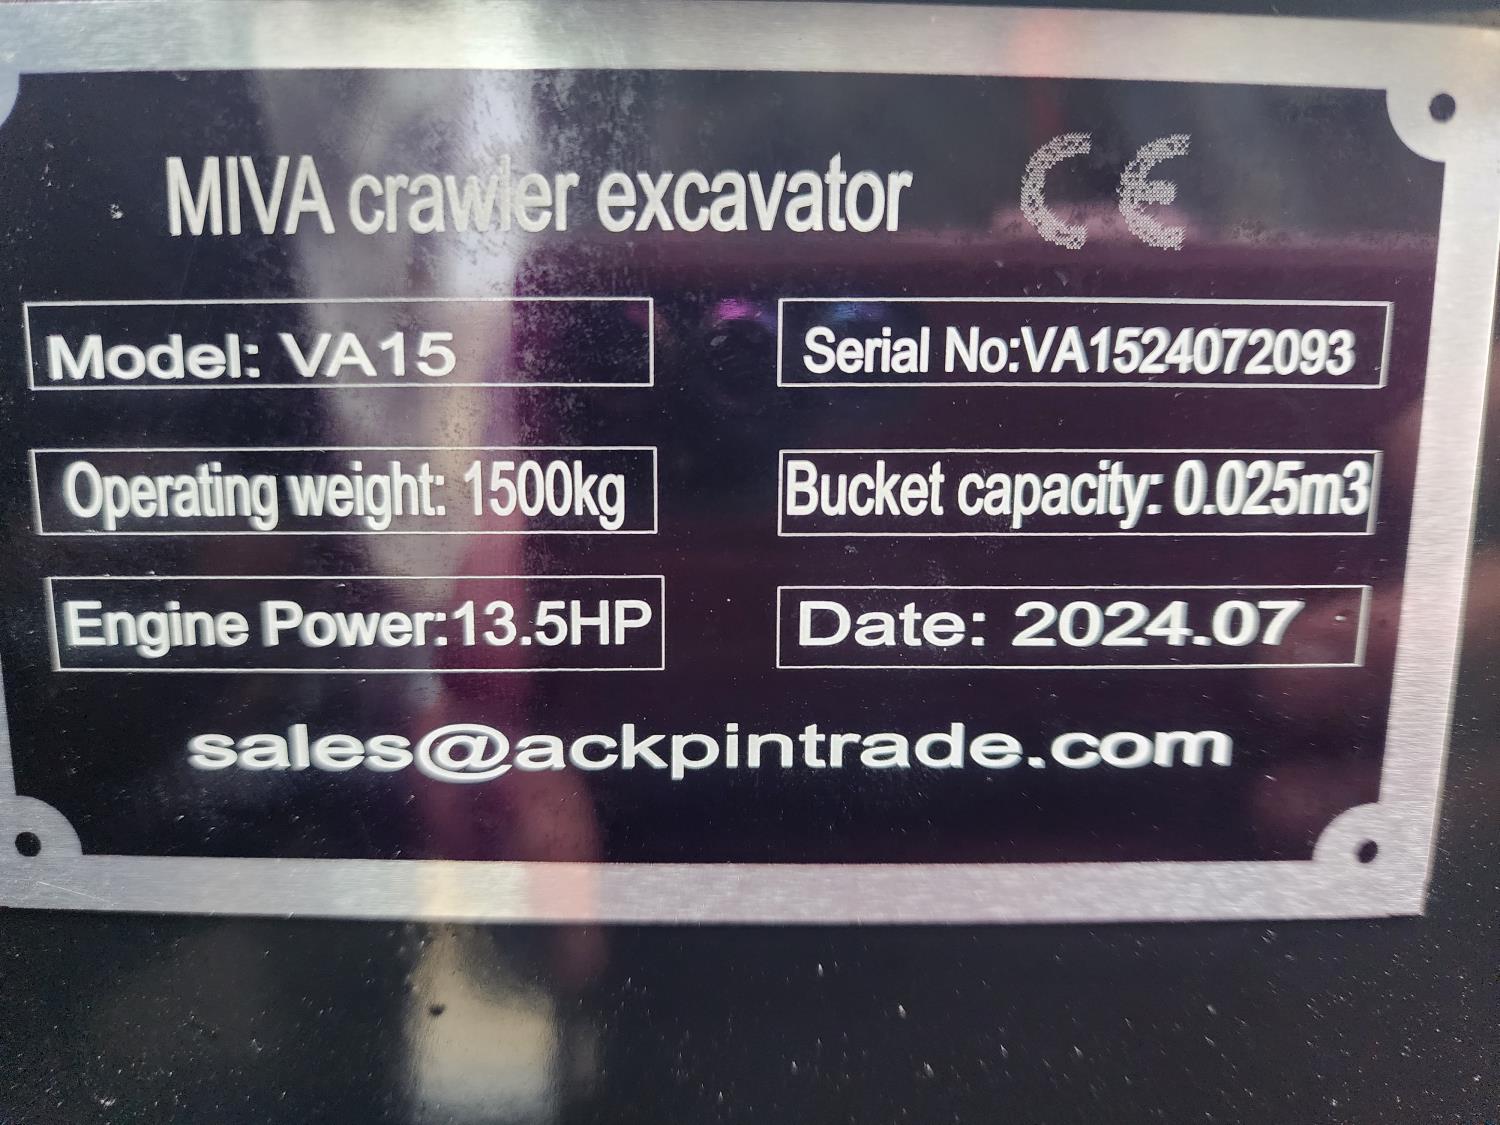 MIVA crawler excavator CE
Model: VA15
Serial No:VA1524072093
Operating weight: 1500kg
Bucket capacity: 0.025m3
Engine Power:13.5HP
Date: 2024.07
sales@ackpintrade.com